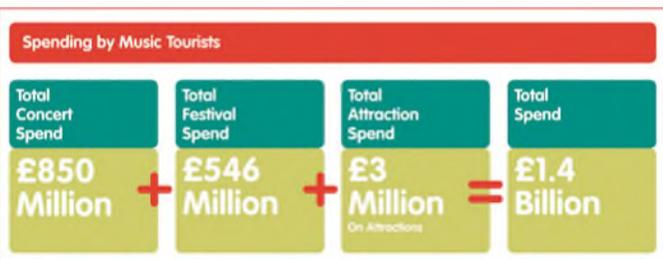 Spending by Music Tourists
Total
Concert
Spend
£850
Million
+
Total
Festival
Spend
£546
Million
+
Total
Attraction
Spend
£3
Million
On Attractions
=
Total
Spend
£1.4
Billion